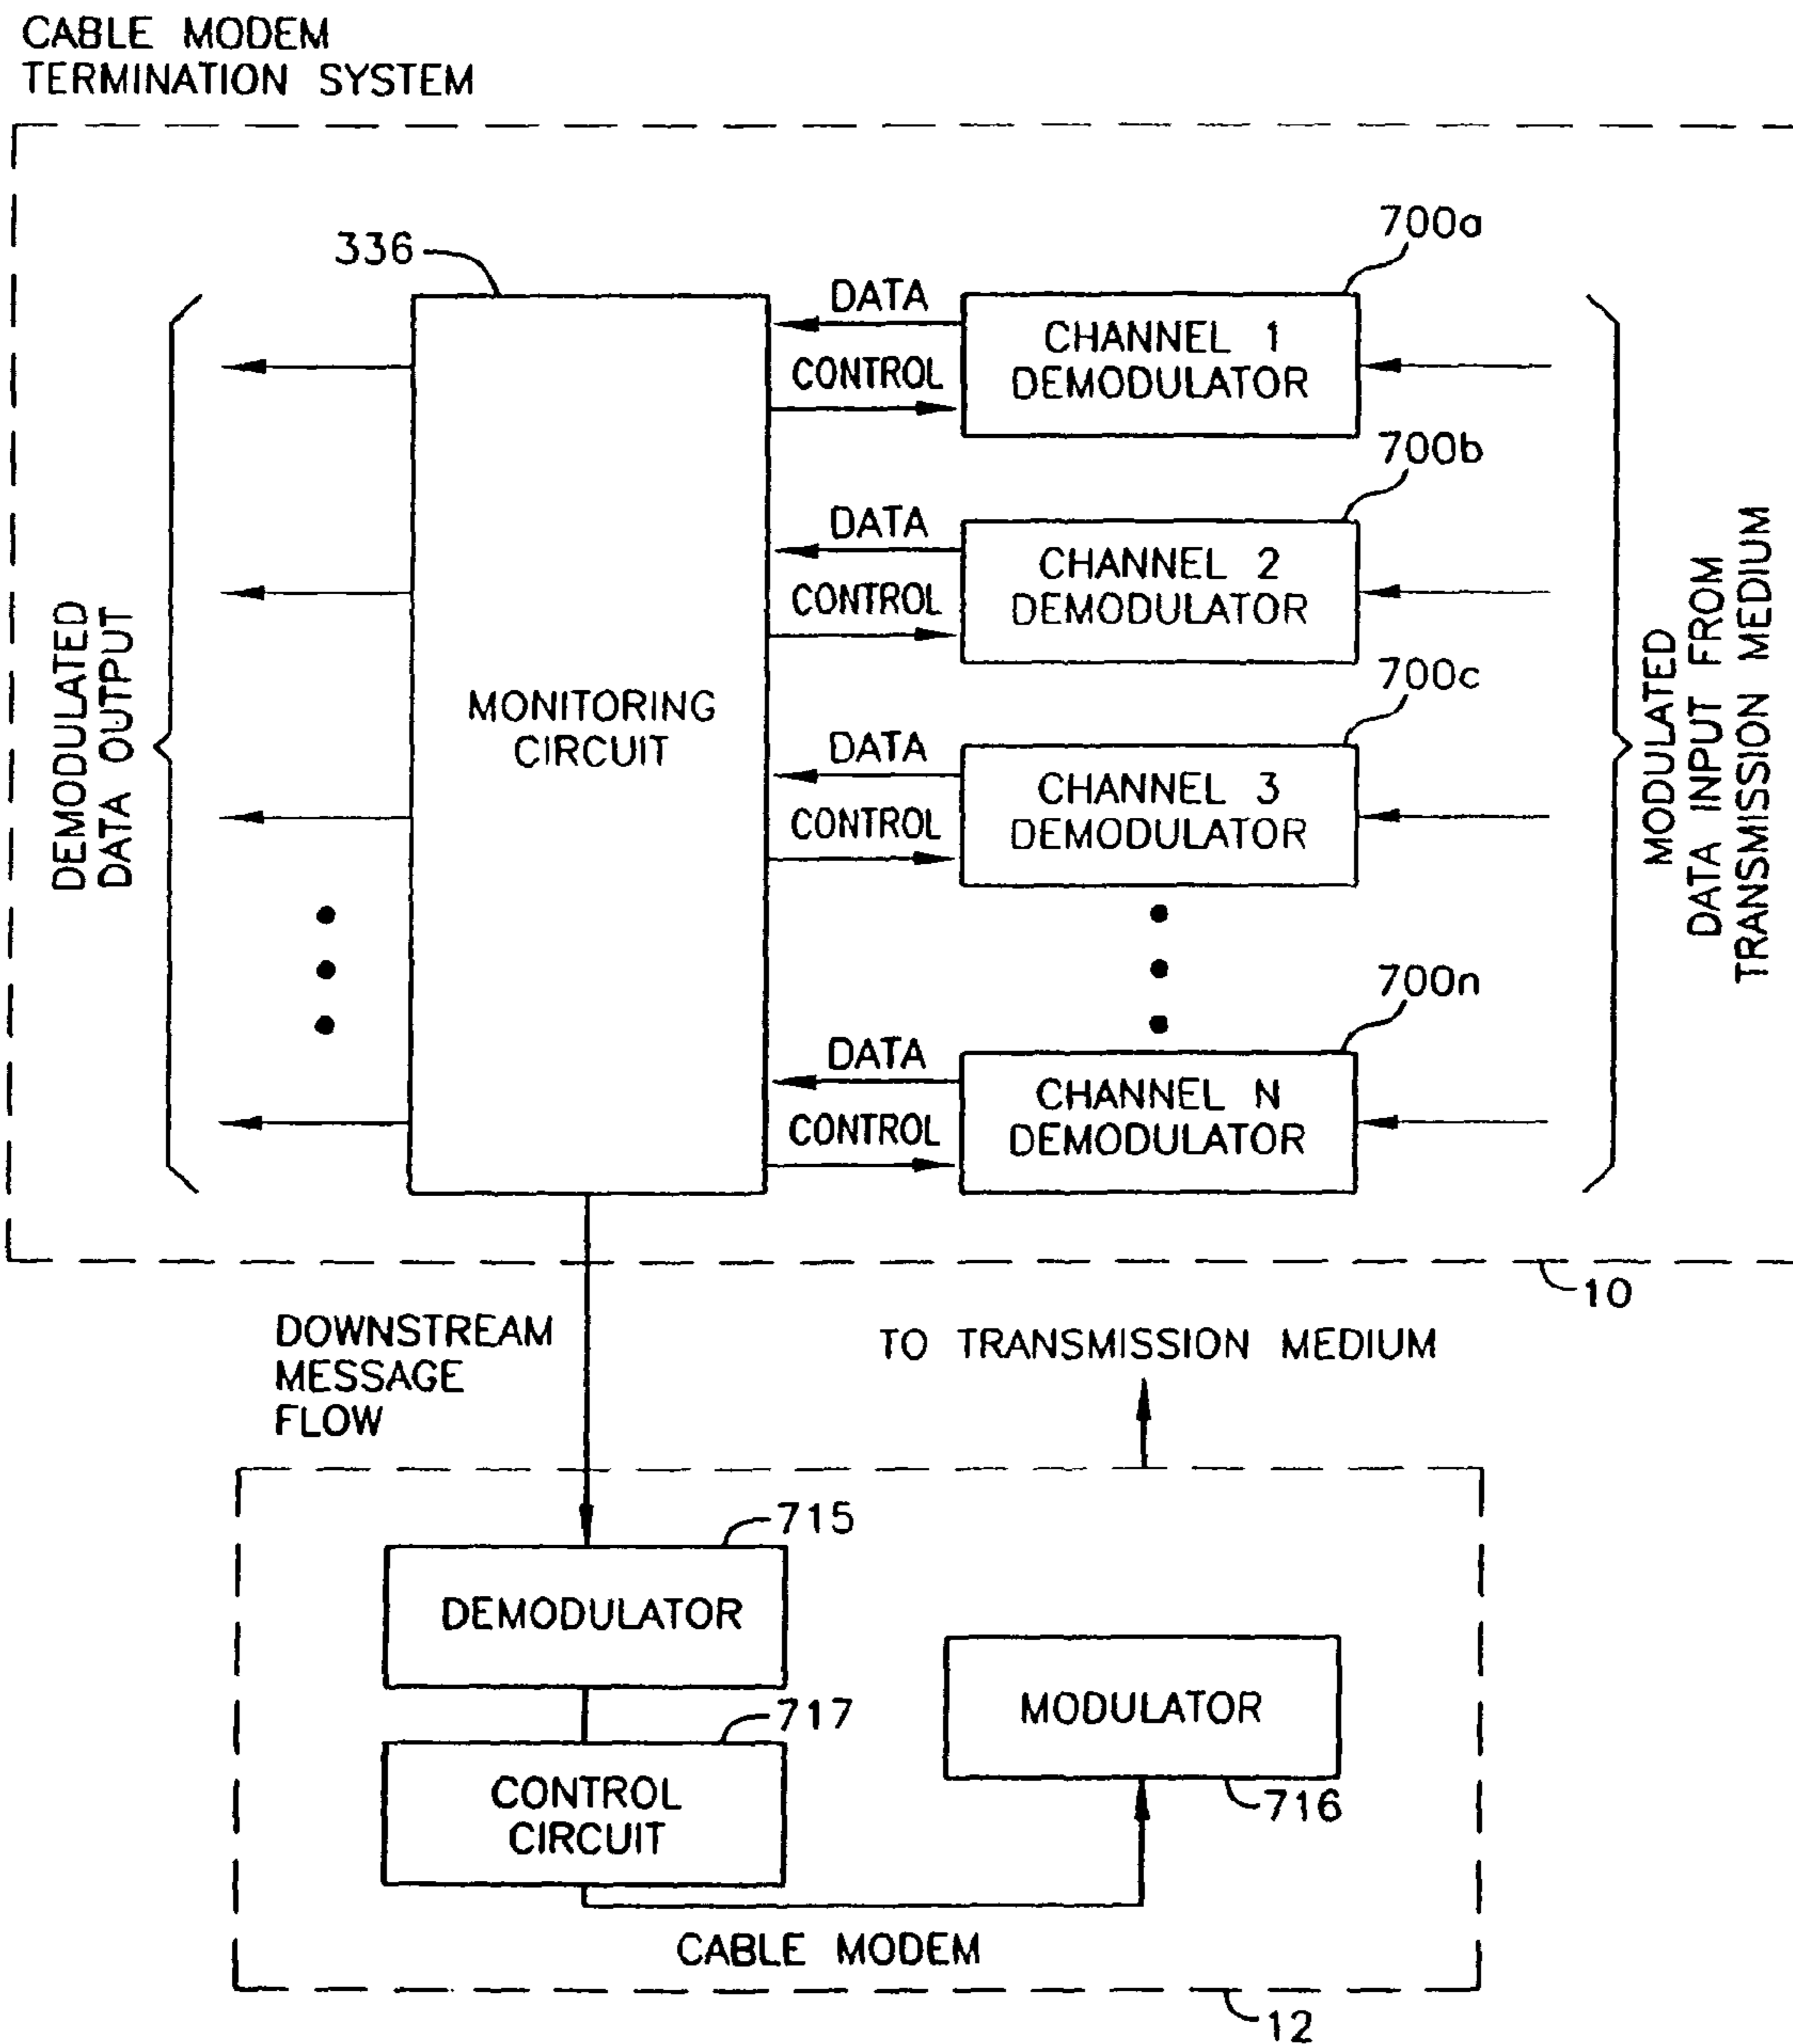 CABLE MODEM
TERMINATION SYSTEM
336
700a
DATA
CONTROL
CHANNEL 1
DEMODULATOR
700b
DATA
CONTROL
CHANNEL 2
DEMODULATOR
DEMODULATED
DATA OUTPUT
MONITORING
CIRCUIT
700c
DATA
CONTROL
CHANNEL 3
DEMODULATOR
MODULATED
DATA INPUT FROM
TRANSMISSION MEDIUM
700n
DATA
CONTROL
CHANNEL N
DEMODULATOR
10
DOWNSTREAM
MESSAGE
FLOW
TO TRANSMISSION MEDIUM
715
DEMODULATOR
717
CONTROL
CIRCUIT
MODULATOR
716
CABLE MODEM
12